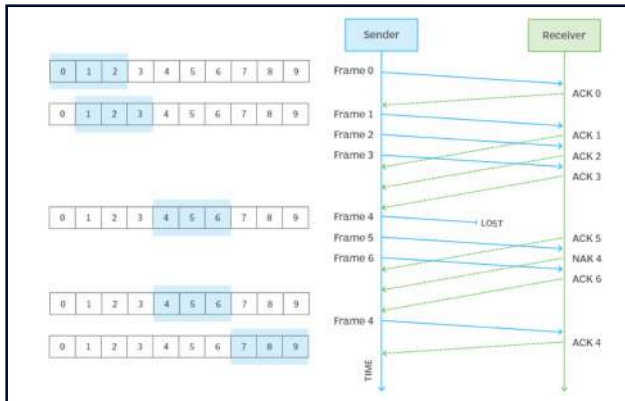 Sender
Receiver
0 1 2 3 4 5 6 7 8 9
Frame 0
ACK 0
0 1 2 3 4 5 6 7 8 9
Frame 1
Frame 2
ACK 1
Frame 3
ACK 2
ACK 3
0 1 2 3 4 5 6 7 8 9
Frame 4
LOST
Frame 5
ACK 5
Frame 6
NAK 4
ACK 6
0 1 2 3 4 5 6 7 8 9
Frame 4
0 1 2 3 4 5 6 7 8 9
ACK 4
TIME